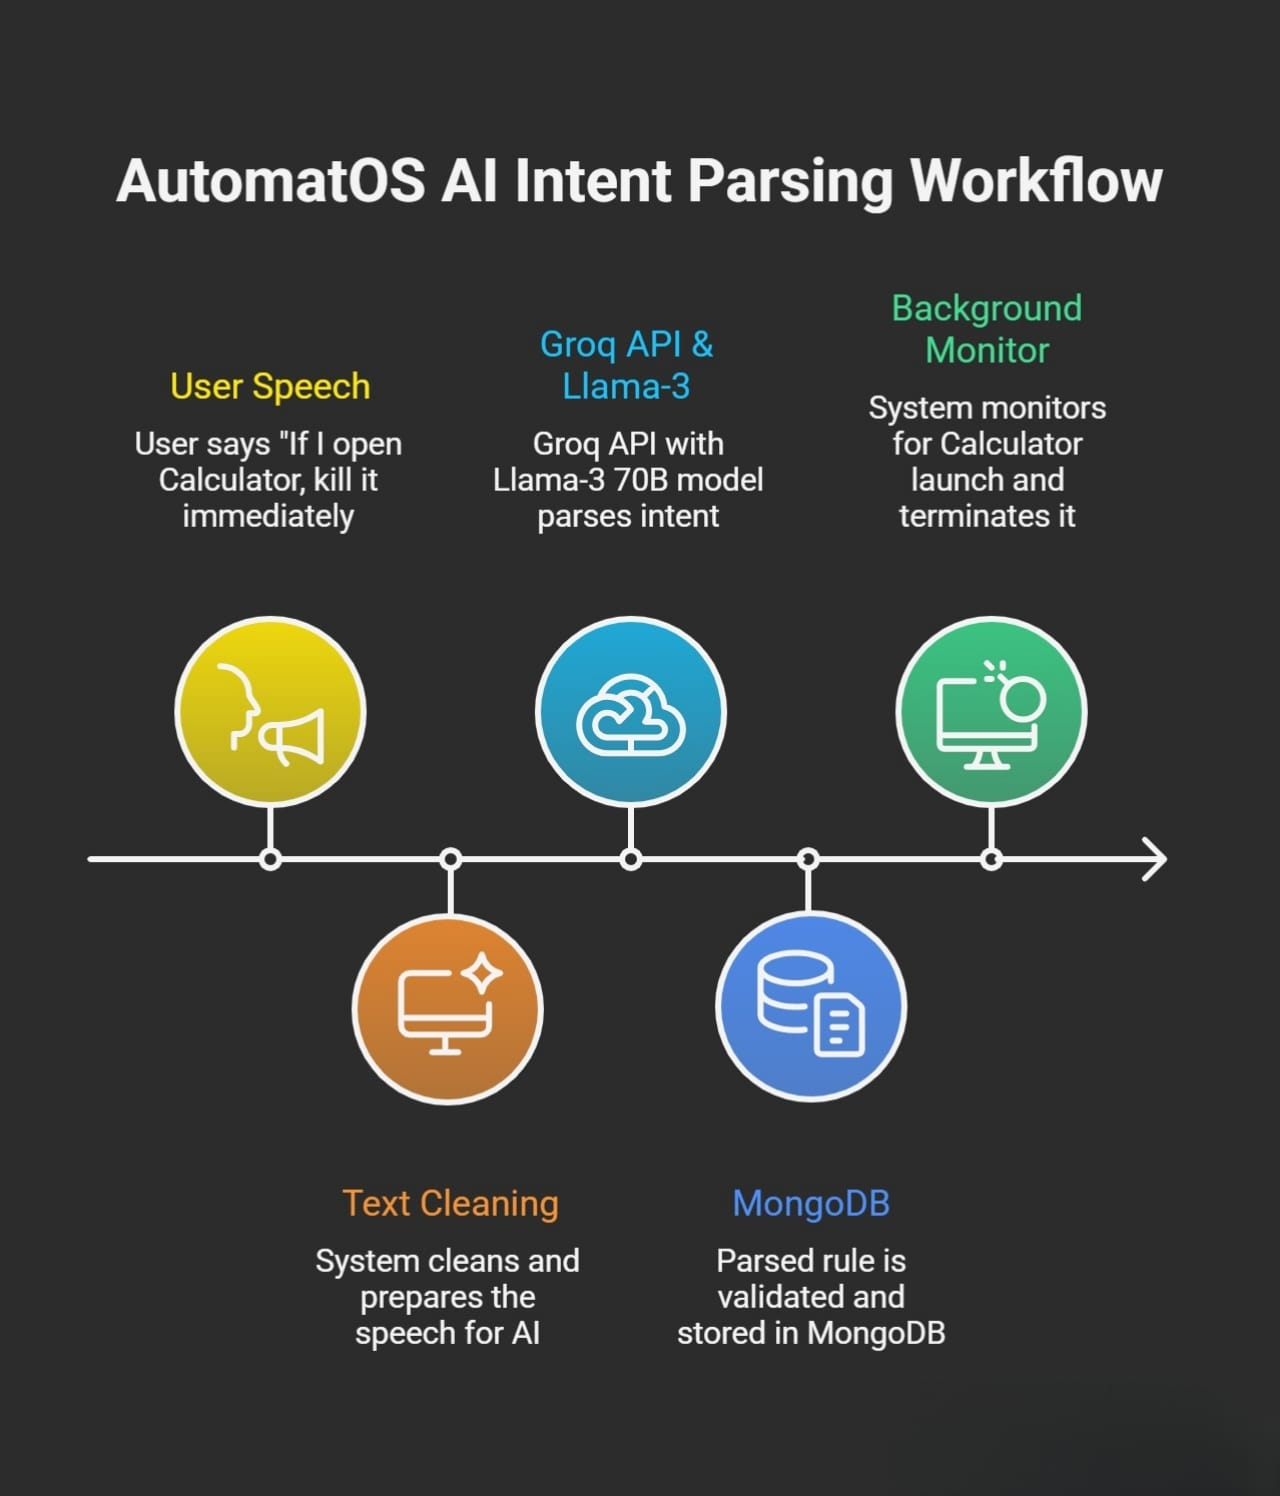 AutomatOS AI Intent Parsing Workflow
User Speech
User says "If I open
Calculator, kill it
immediately
Text Cleaning
System cleans and
prepares the
speech for AI
Groq API &
Llama-3
Groq API with
Llama-3 70B model
parses intent
MongoDB
Parsed rule is
validated and
stored in MongoDB
Background
Monitor
System monitors
for Calculator
launch and
terminates it